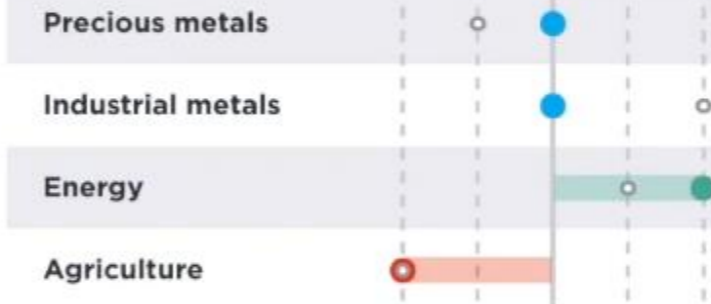 Precious metals
Industrial metals
Energy
Agriculture